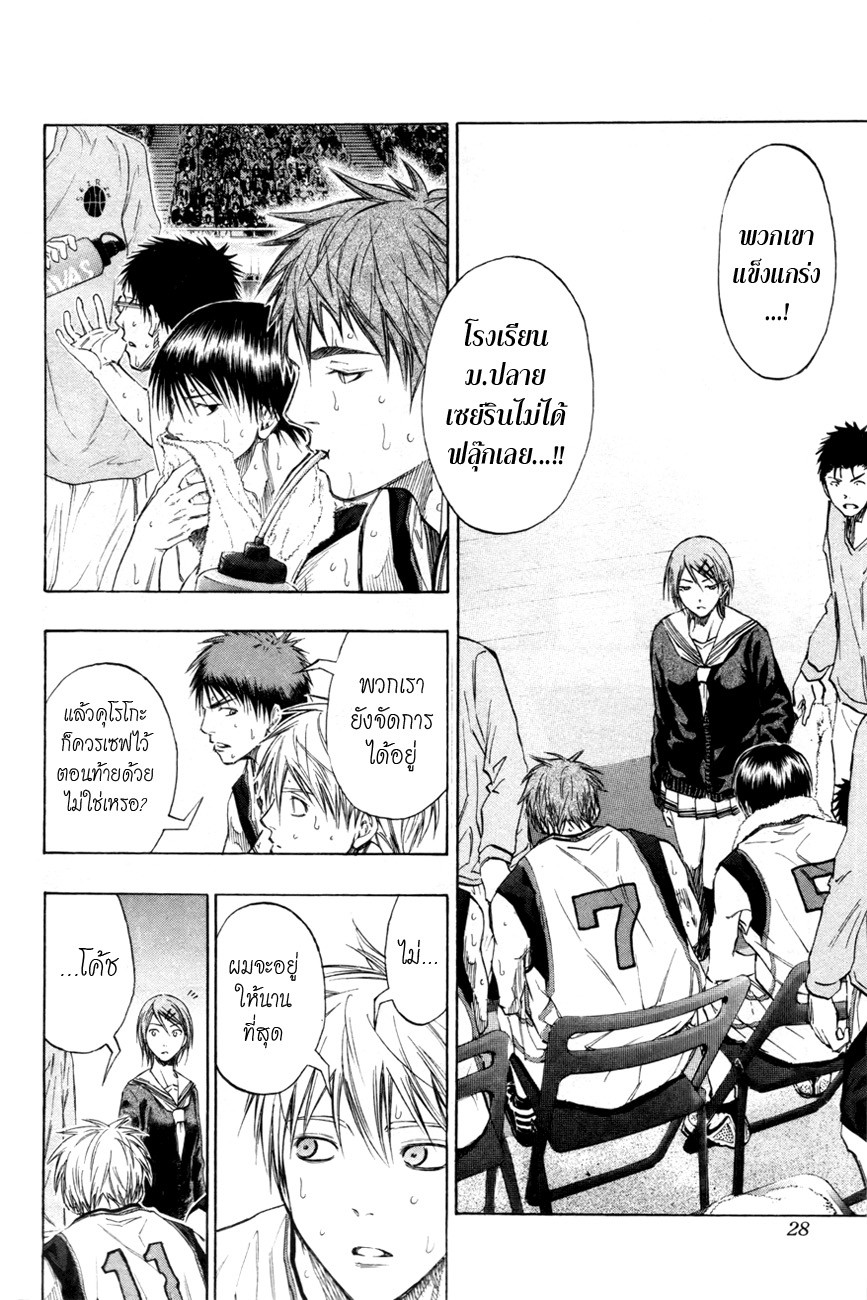 พวกเขา
แข็งแกร่ง
...!
โรงเรียน
ม.ปลาย
เซย์รินไม่ได้
ฟลุ๊กเลย...!!
7
พวกเรา
ยังจัดการ
ได้อยู่
แล้วคุโรโกะ
ก็ควรเซฟไว้
ตอนท้ายด้วย
ไม่ใช่เหรอ?
ไม่...
ผมจะอยู่
ให้นาน
ที่สุด
...โค้ช
11
28